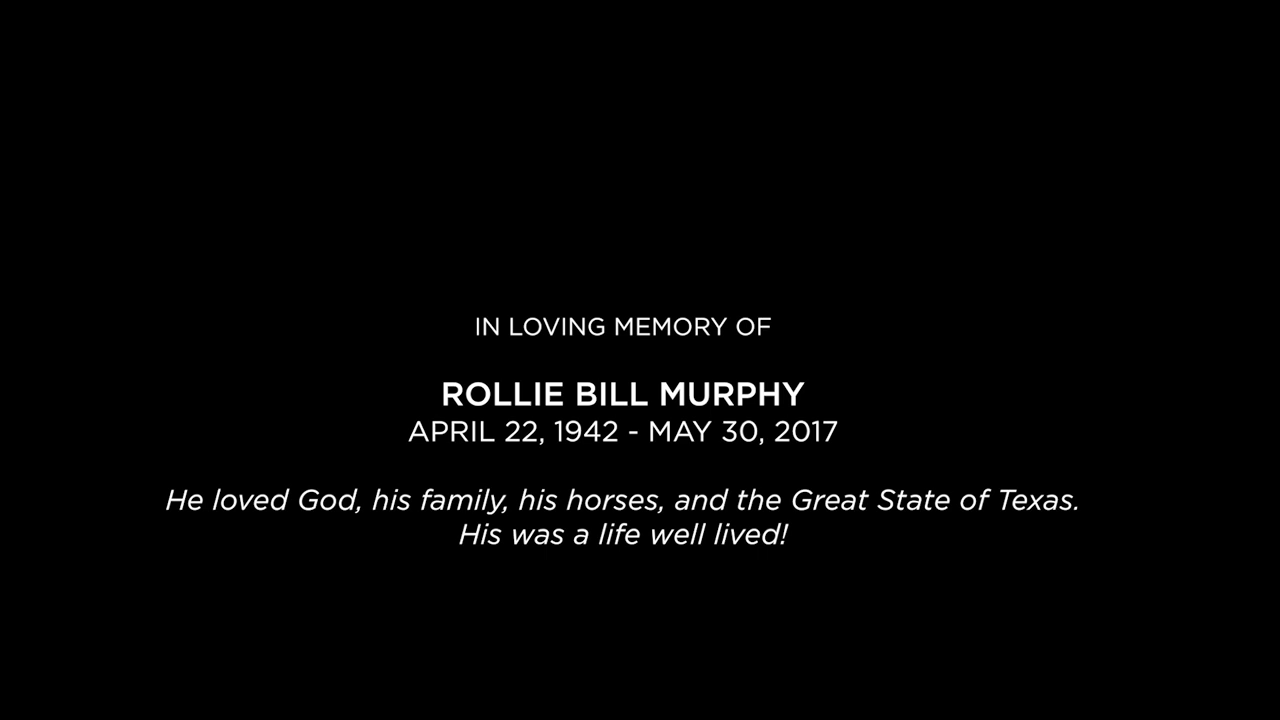 IN LOVING MEMORY OF
ROLLIE BILL MURPHY
APRIL 22, 1942 - MAY 30, 2017
He loved God, his family, his horses, and the Great State of Texas.
His was a life well lived!